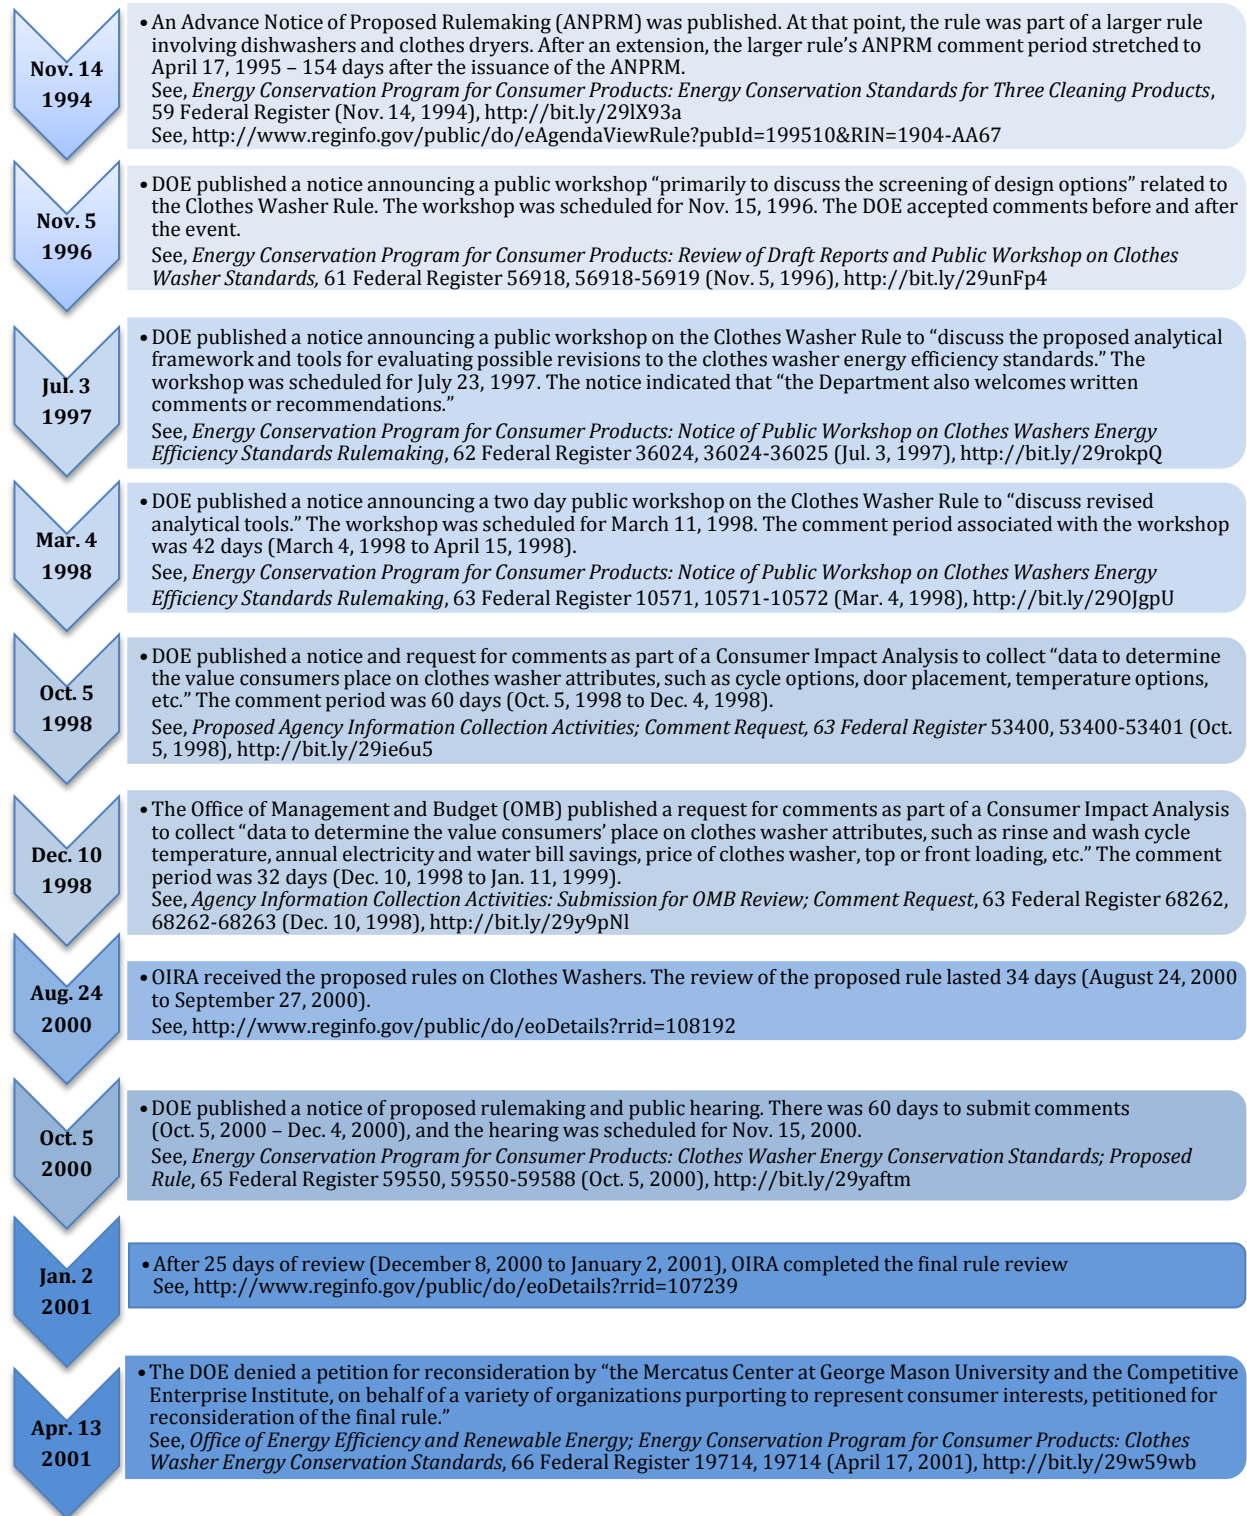 Nov. 14
1994
• An Advance Notice of Proposed Rulemaking (ANPRM) was published. At that point, the rule was part of a larger rule
involving dishwashers and clothes dryers. After an extension, the larger rule's ANPRM comment period stretched to
April 17, 1995 – 154 days after the issuance of the ANPRM.
See, Energy Conservation Program for Consumer Products: Energy Conservation Standards for Three Cleaning Products,
59 Federal Register (Nov. 14, 1994), http://bit.ly/29lX93a
See, http://www.reginfo.gov/public/do/eAgendaViewRule?pubId=199510&RIN=1904-AA67
Nov. 5
1996
• DOE published a notice announcing a public workshop “primarily to discuss the screening of design options” related to
the Clothes Washer Rule. The workshop was scheduled for Nov. 15, 1996. The DOE accepted comments before and after
the event.
See, Energy Conservation Program for Consumer Products: Review of Draft Reports and Public Workshop on Clothes
Washer Standards, 61 Federal Register 56918, 56918-56919 (Nov. 5, 1996), http://bit.ly/29unFp4
Jul. 3
1997
• DOE published a notice announcing a public workshop on the Clothes Washer Rule to “discuss the proposed analytical
framework and tools for evaluating possible revisions to the clothes washer energy efficiency standards.” The
workshop was scheduled for July 23, 1997. The notice indicated that “the Department also welcomes written
comments or recommendations.”
See, Energy Conservation Program for Consumer Products: Notice of Public Workshop on Clothes Washers Energy
Efficiency Standards Rulemaking, 62 Federal Register 36024, 36024-36025 (Jul. 3, 1997), http://bit.ly/29rokpQ
Mar. 4
1998
• DOE published a notice announcing a two day public workshop on the Clothes Washer Rule to “discuss revised
analytical tools.” The workshop was scheduled for March 11, 1998. The comment period associated with the workshop
was 42 days (March 4, 1998 to April 15, 1998).
See, Energy Conservation Program for Consumer Products: Notice of Public Workshop on Clothes Washers Energy
Efficiency Standards Rulemaking, 63 Federal Register 10571, 10571-10572 (Mar. 4, 1998), http://bit.ly/29OJgpU
Oct. 5
1998
• DOE published a notice and request for comments as part of a Consumer Impact Analysis to collect “data to determine
the value consumers place on clothes washer attributes, such as cycle options, door placement, temperature options,
etc.” The comment period was 60 days (Oct. 5, 1998 to Dec. 4, 1998).
See, Proposed Agency Information Collection Activities; Comment Request, 63 Federal Register 53400, 53400-53401 (Oct.
5, 1998), http://bit.ly/29ie6u5
Dec. 10
1998
• The Office of Management and Budget (OMB) published a request for comments as part of a Consumer Impact Analysis
to collect “data to determine the value consumers’ place on clothes washer attributes, such as rinse and wash cycle
temperature, annual electricity and water bill savings, price of clothes washer, top or front loading, etc.” The comment
period was 32 days (Dec. 10, 1998 to Jan. 11, 1999).
See, Agency Information Collection Activities: Submission for OMB Review; Comment Request, 63 Federal Register 68262,
68262-68263 (Dec. 10, 1998), http://bit.ly/29y9pNl
Aug. 24
2000
• OIRA received the proposed rules on Clothes Washers. The review of the proposed rule lasted 34 days (August 24, 2000
to September 27, 2000).
See, http://www.reginfo.gov/public/do/eoDetails?rrid=108192
Oct. 5
2000
• DOE published a notice of proposed rulemaking and public hearing. There was 60 days to submit comments
(Oct. 5, 2000 – Dec. 4, 2000), and the hearing was scheduled for Nov. 15, 2000.
See, Energy Conservation Program for Consumer Products: Clothes Washer Energy Conservation Standards; Proposed
Rule, 65 Federal Register 59550, 59550-59588 (Oct. 5, 2000), http://bit.ly/29yaftm
Jan. 2
2001
• After 25 days of review (December 8, 2000 to January 2, 2001), OIRA completed the final rule review
See, http://www.reginfo.gov/public/do/eoDetails?rrid=107239
Apr. 13
2001
• The DOE denied a petition for reconsideration by “the Mercatus Center at George Mason University and the Competitive
Enterprise Institute, on behalf of a variety of organizations purporting to represent consumer interests, petitioned for
reconsideration of the final rule.”
See, Office of Energy Efficiency and Renewable Energy; Energy Conservation Program for Consumer Products: Clothes
Washer Energy Conservation Standards, 66 Federal Register 19714, 19714 (April 17, 2001), http://bit.ly/29w59wb